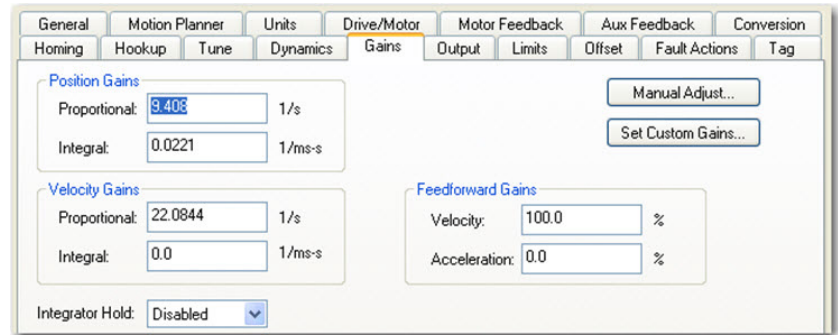 General Motion Planner Units Drive/Motor Motor Feedback Aux Feedback Conversion
Homing Hookup Tune Dynamics Gains Output Limits Offset Fault Actions Tag
Position Gains
Proportional: 9.408 1/s
Integral: 0.0221 1/ms-s
Manual Adjust...
Set Custom Gains...
Velocity Gains
Proportional: 22.0844 1/s
Integral: 0.0 1/ms-s
Feedforward Gains
Velocity: 100.0 %
Acceleration: 0.0 %
Integrator Hold: Disabled